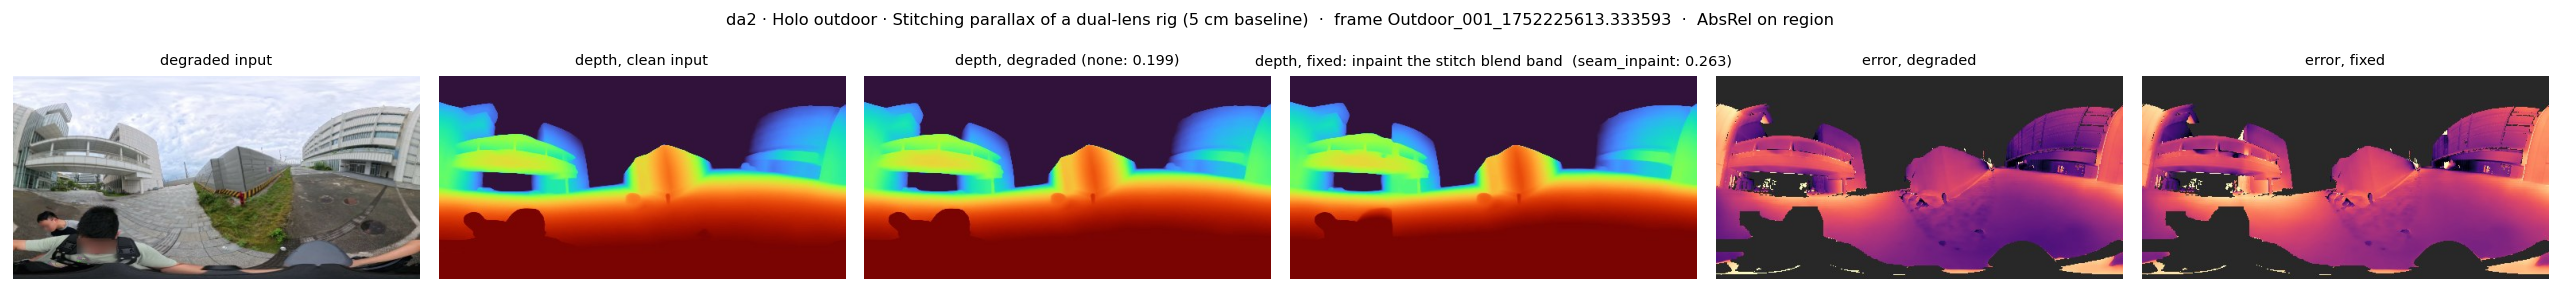 da2 · Holo outdoor · Stitching parallax of a dual-lens rig (5 cm baseline)  ·  frame Outdoor_001_1752225613.333593  ·  AbsRel on region
degraded input
depth, clean input
depth, degraded (none: 0.199)
depth, fixed: inpaint the stitch blend band  (seam_inpaint: 0.263)
error, degraded
error, fixed